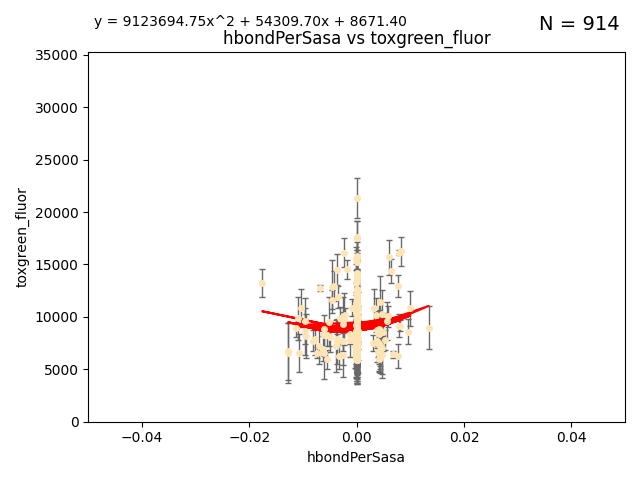 y = 9123694.75x^2 + 54309.70x + 8671.40
N = 914
hbondPerSasa vs toxgreen_fluor
35000
30000
25000
20000
15000
10000
5000
0
toxgreen_fluor
−0.04
−0.02
0.00
0.02
0.04
hbondPerSasa